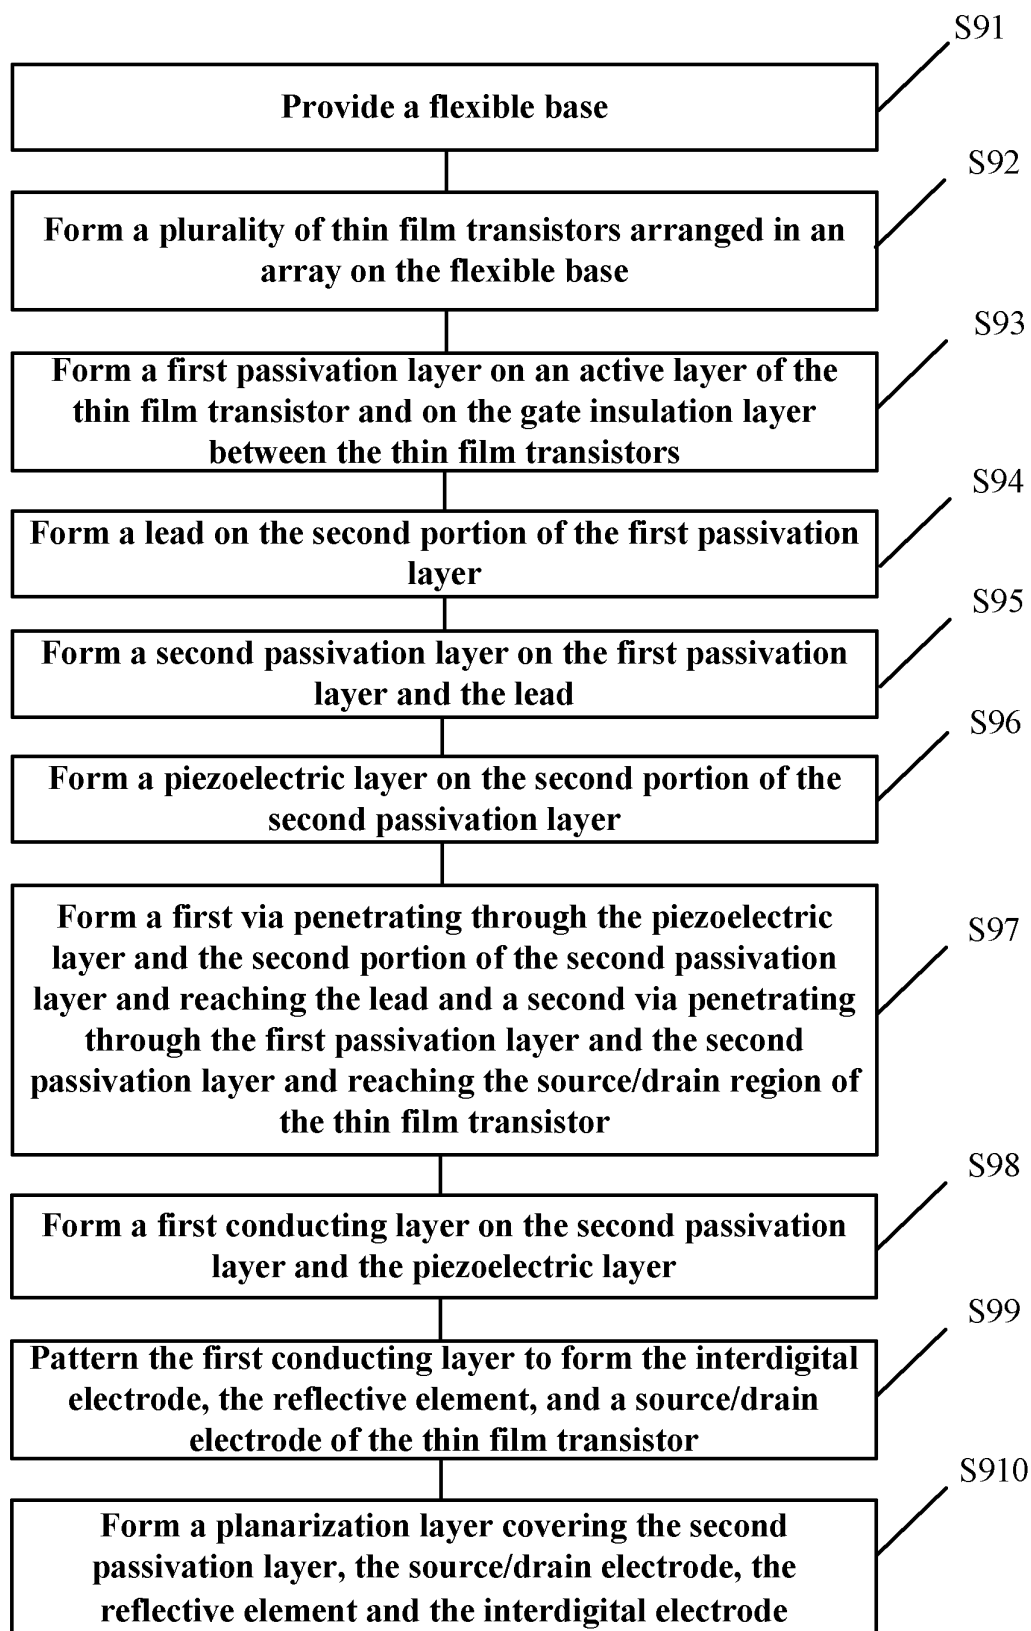 S91
Provide a flexible base
S92
Form a plurality of thin film transistors arranged in an
array on the flexible base
S93
Form a first passivation layer on an active layer of the
thin film transistor and on the gate insulation layer
between the thin film transistors
S94
Form a lead on the second portion of the first passivation
layer
S95
Form a second passivation layer on the first passivation
layer and the lead
S96
Form a piezoelectric layer on the second portion of the
second passivation layer
S97
Form a first via penetrating through the piezoelectric
layer and the second portion of the second passivation
layer and reaching the lead and a second via penetrating
through the first passivation layer and the second
passivation layer and reaching the source/drain region of
the thin film transistor
S98
Form a first conducting layer on the second passivation
layer and the piezoelectric layer
S99
Pattern the first conducting layer to form the interdigital
electrode, the reflective element, and a source/drain
electrode of the thin film transistor
S910
Form a planarization layer covering the second
passivation layer, the source/drain electrode, the
reflective element and the interdigital electrode